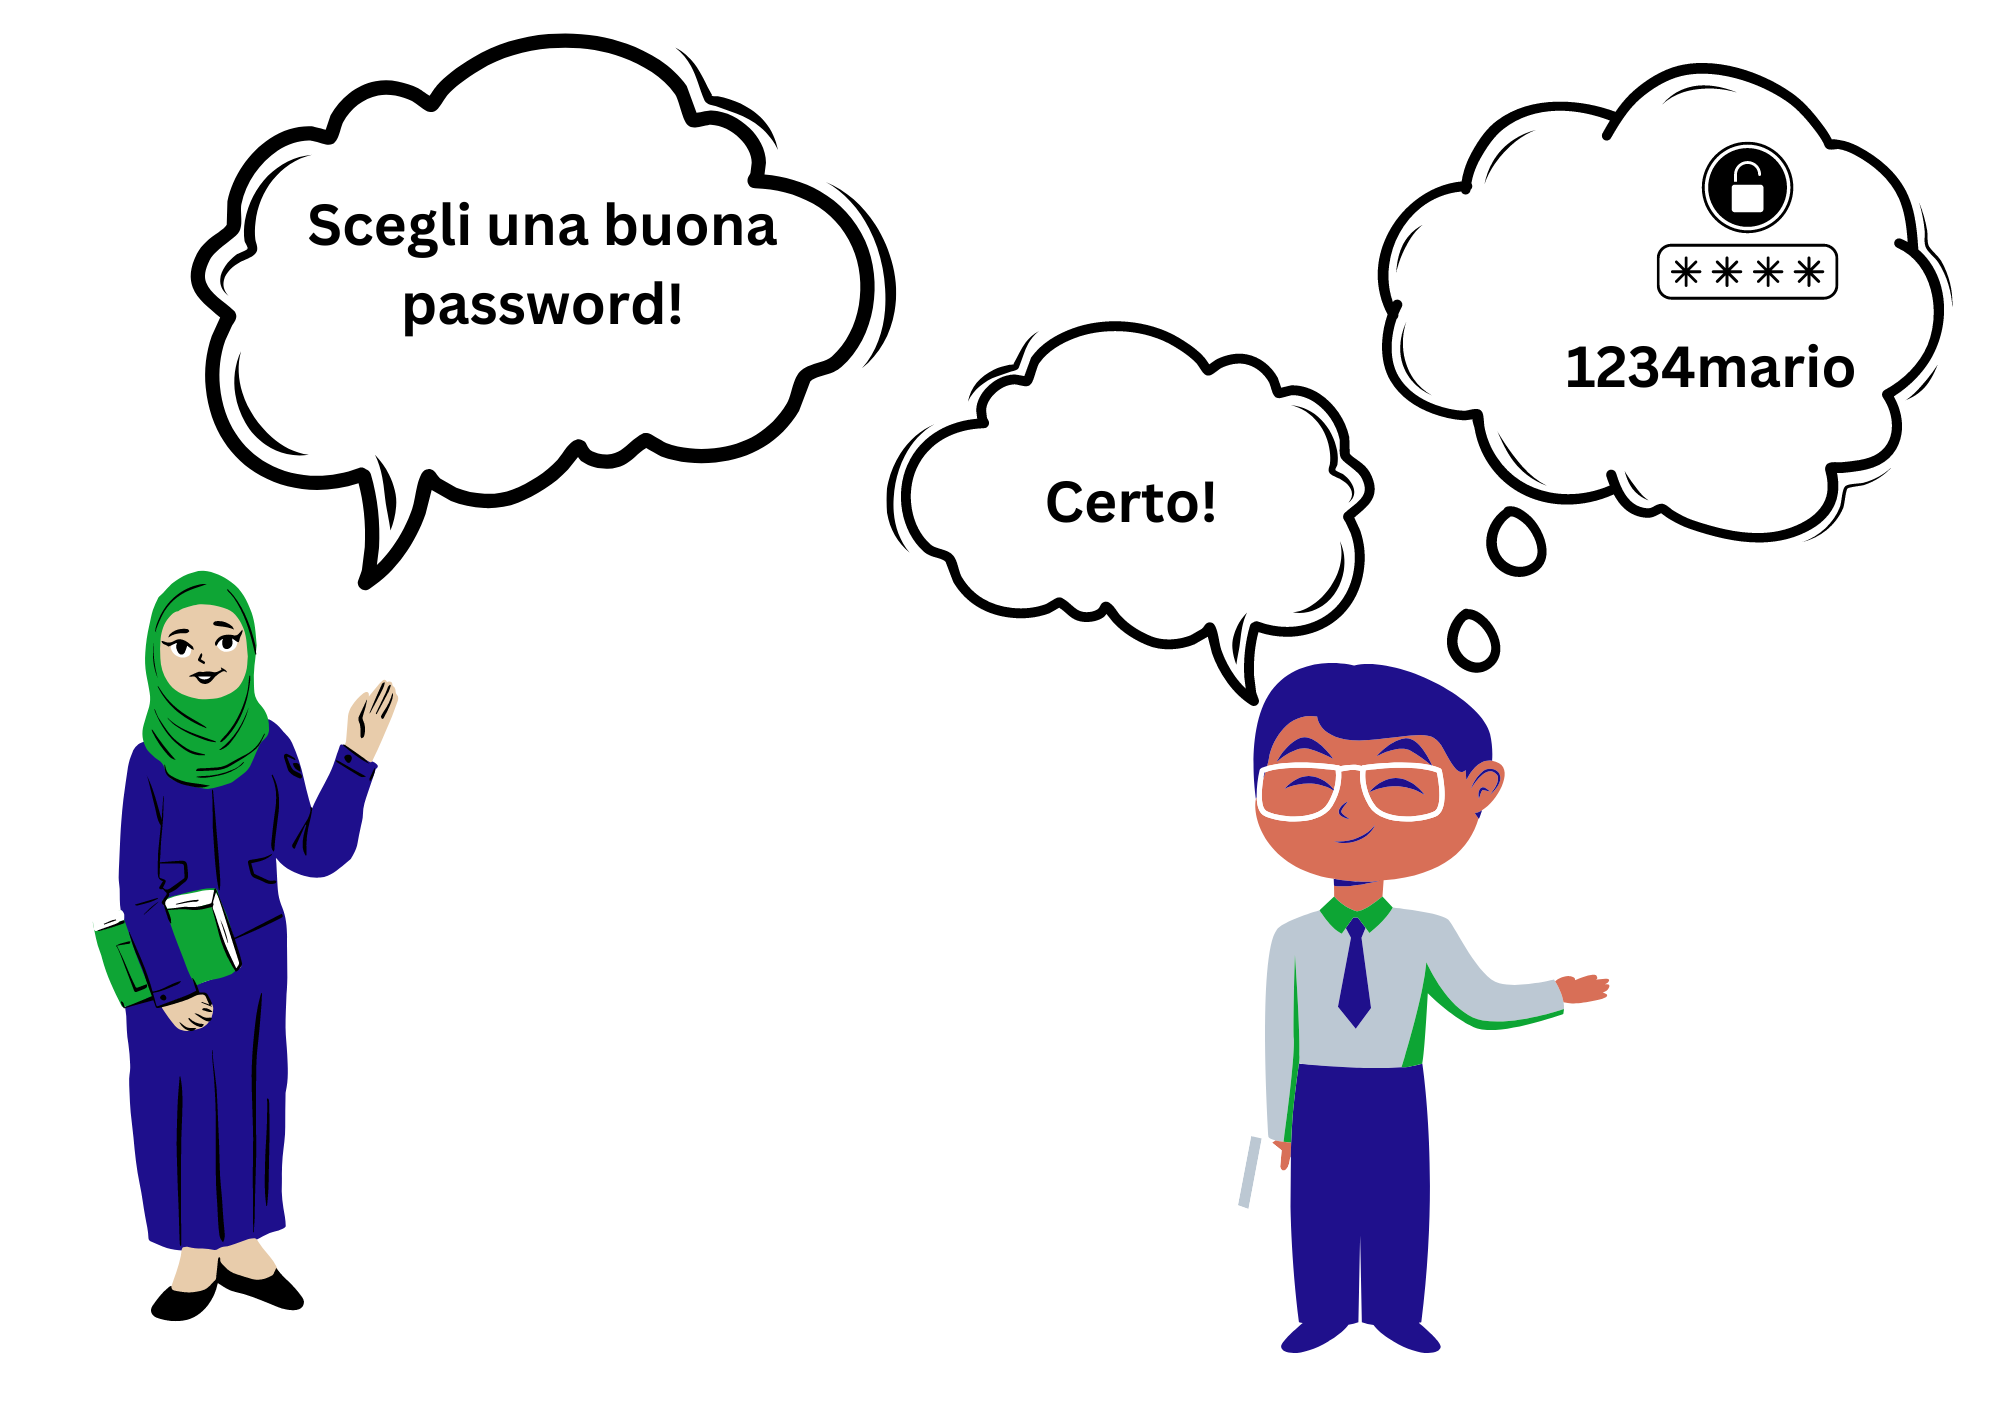 Scegli una buona
password!
Certo!
****
1234mario